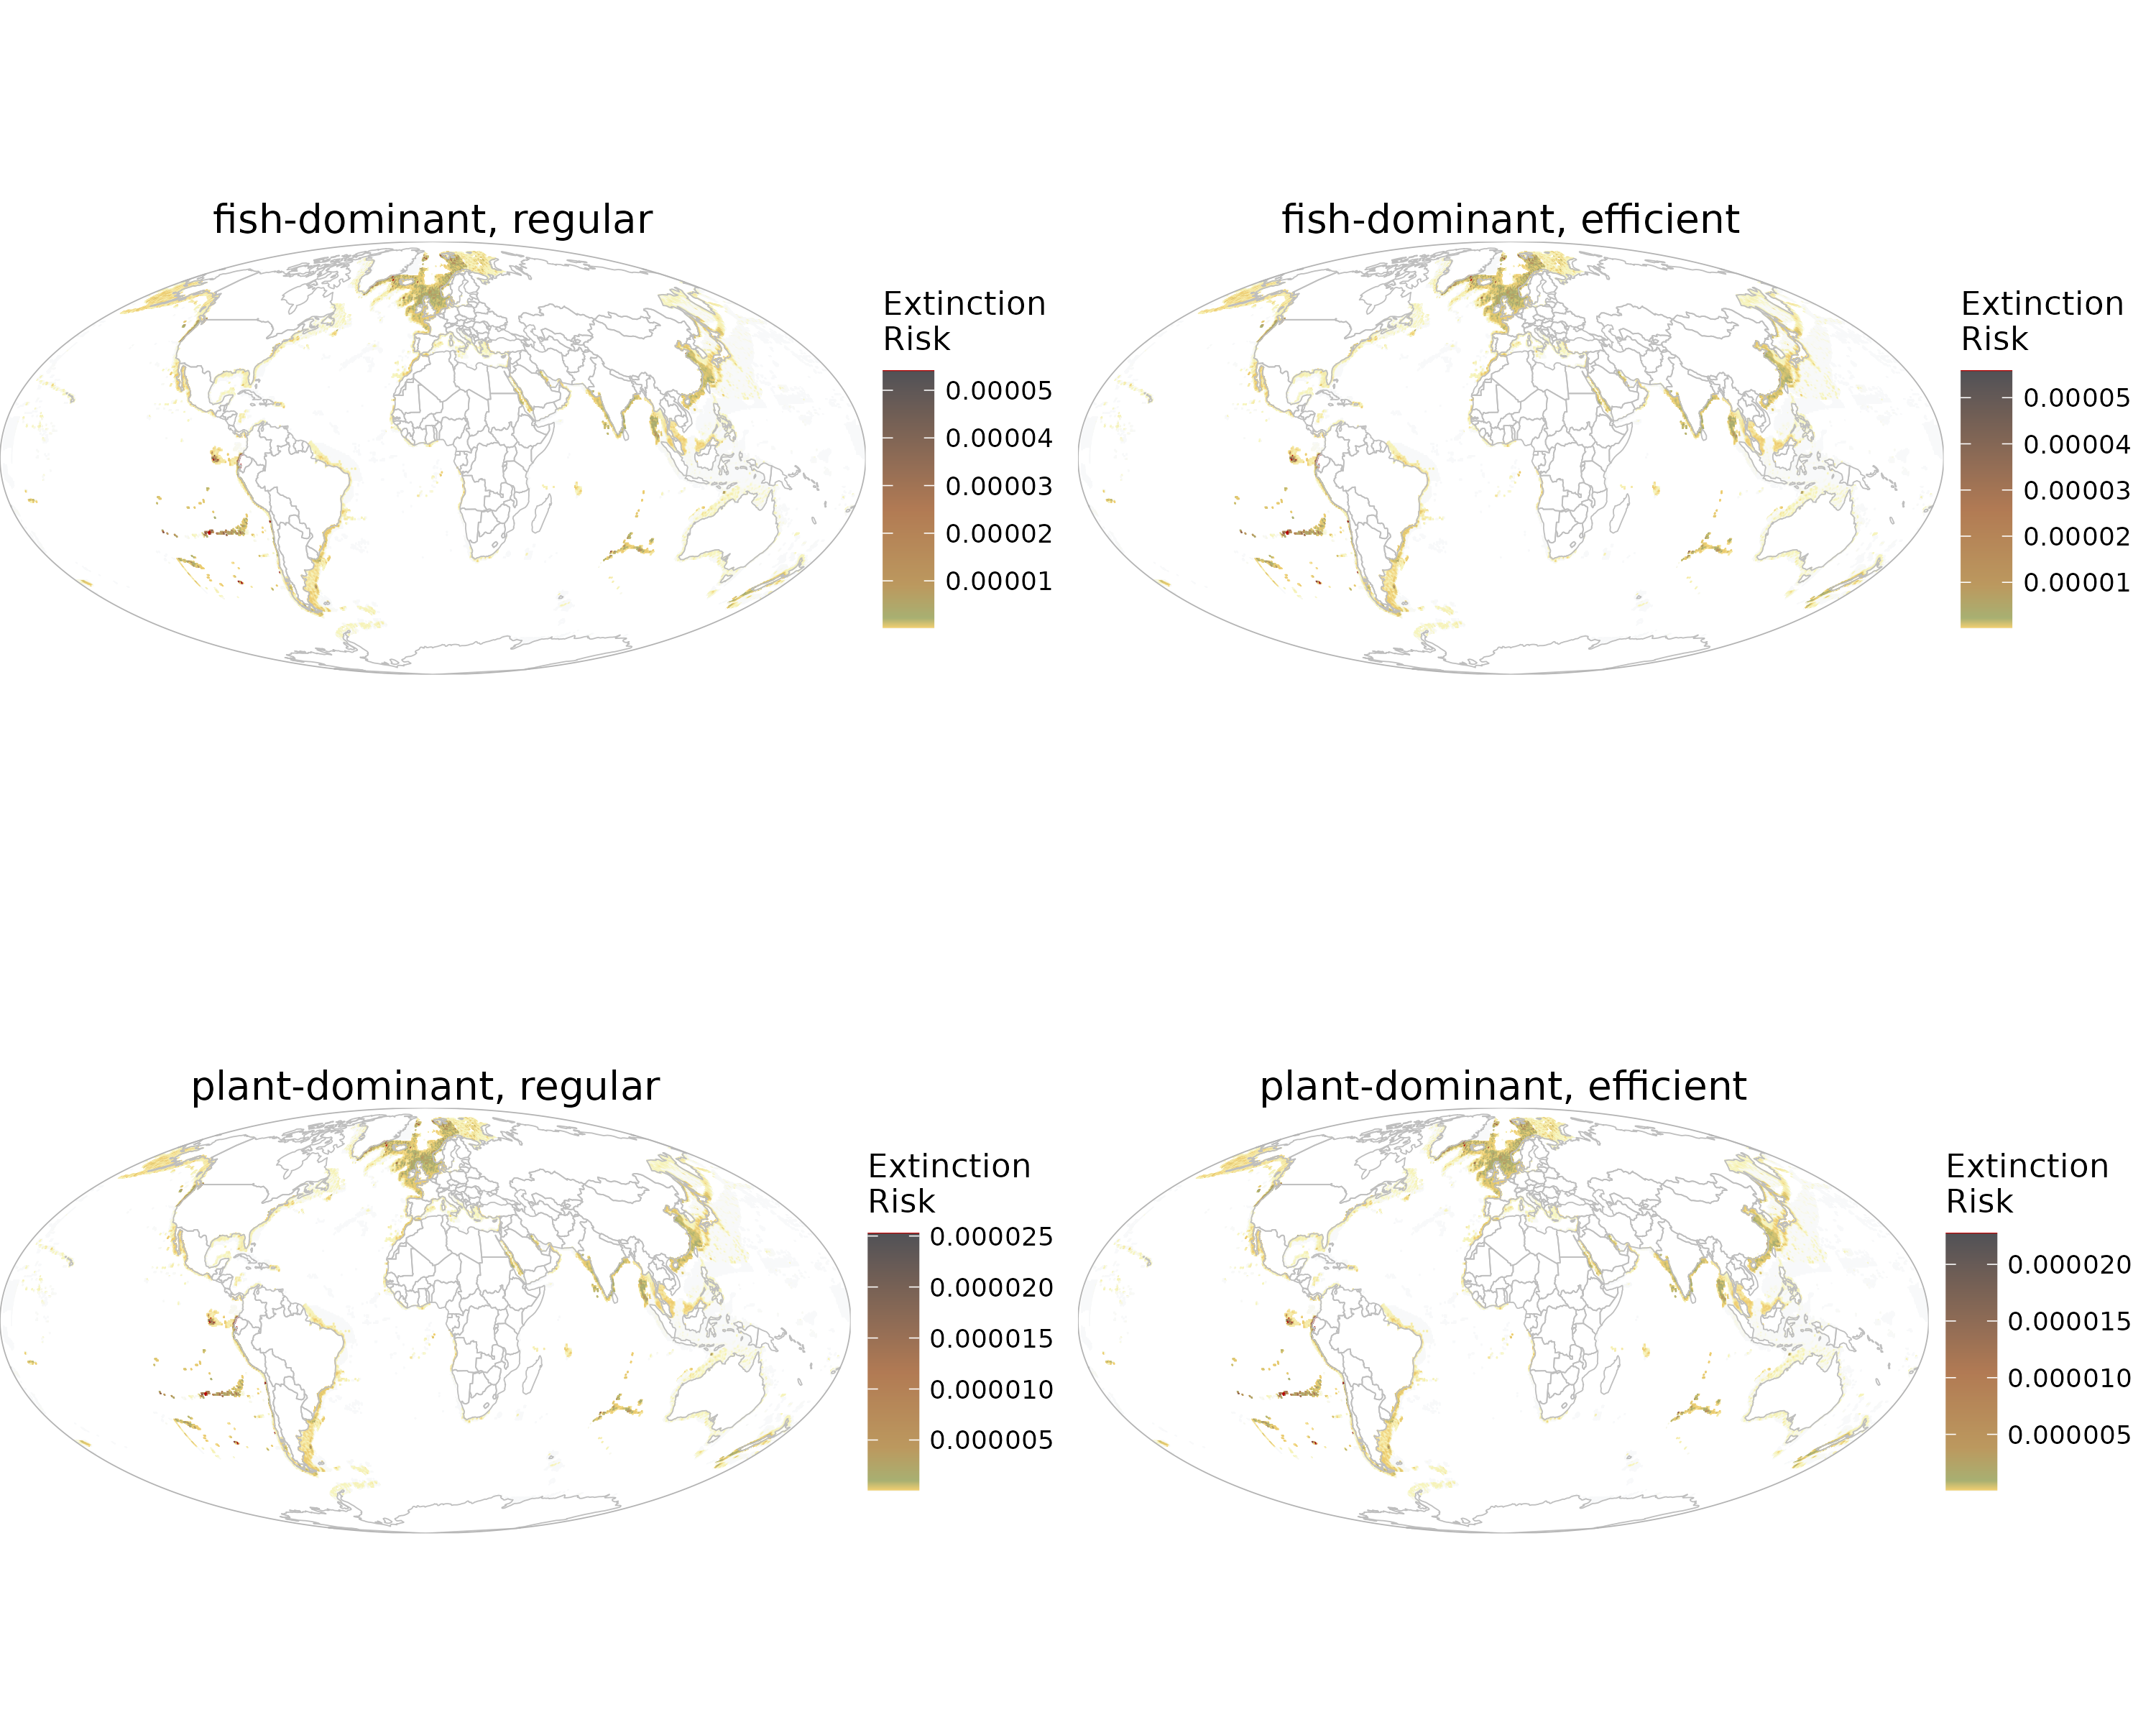 fish-dominant, regular
Extinction
Risk
0.00005
0.00004
0.00003
0.00002
0.00001
fish-dominant, efficient
Extinction
Risk
0.00005
0.00004
0.00003
0.00002
0.00001
plant-dominant, regular
Extinction
Risk
0.000025
0.000020
0.000015
0.000010
0.000005
plant-dominant, efficient
Extinction
Risk
0.000020
0.000015
0.000010
0.000005